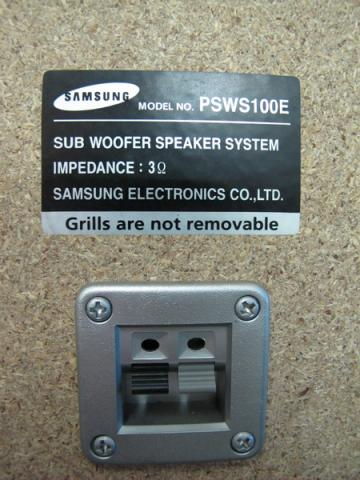 SAMSUNG MODEL NO. PSWS100E
SUB WOOFER SPEAKER SYSTEM
IMPEDANCE : 3Ω
SAMSUNG ELECTRONICS CO.,LTD.
Grills are not removable